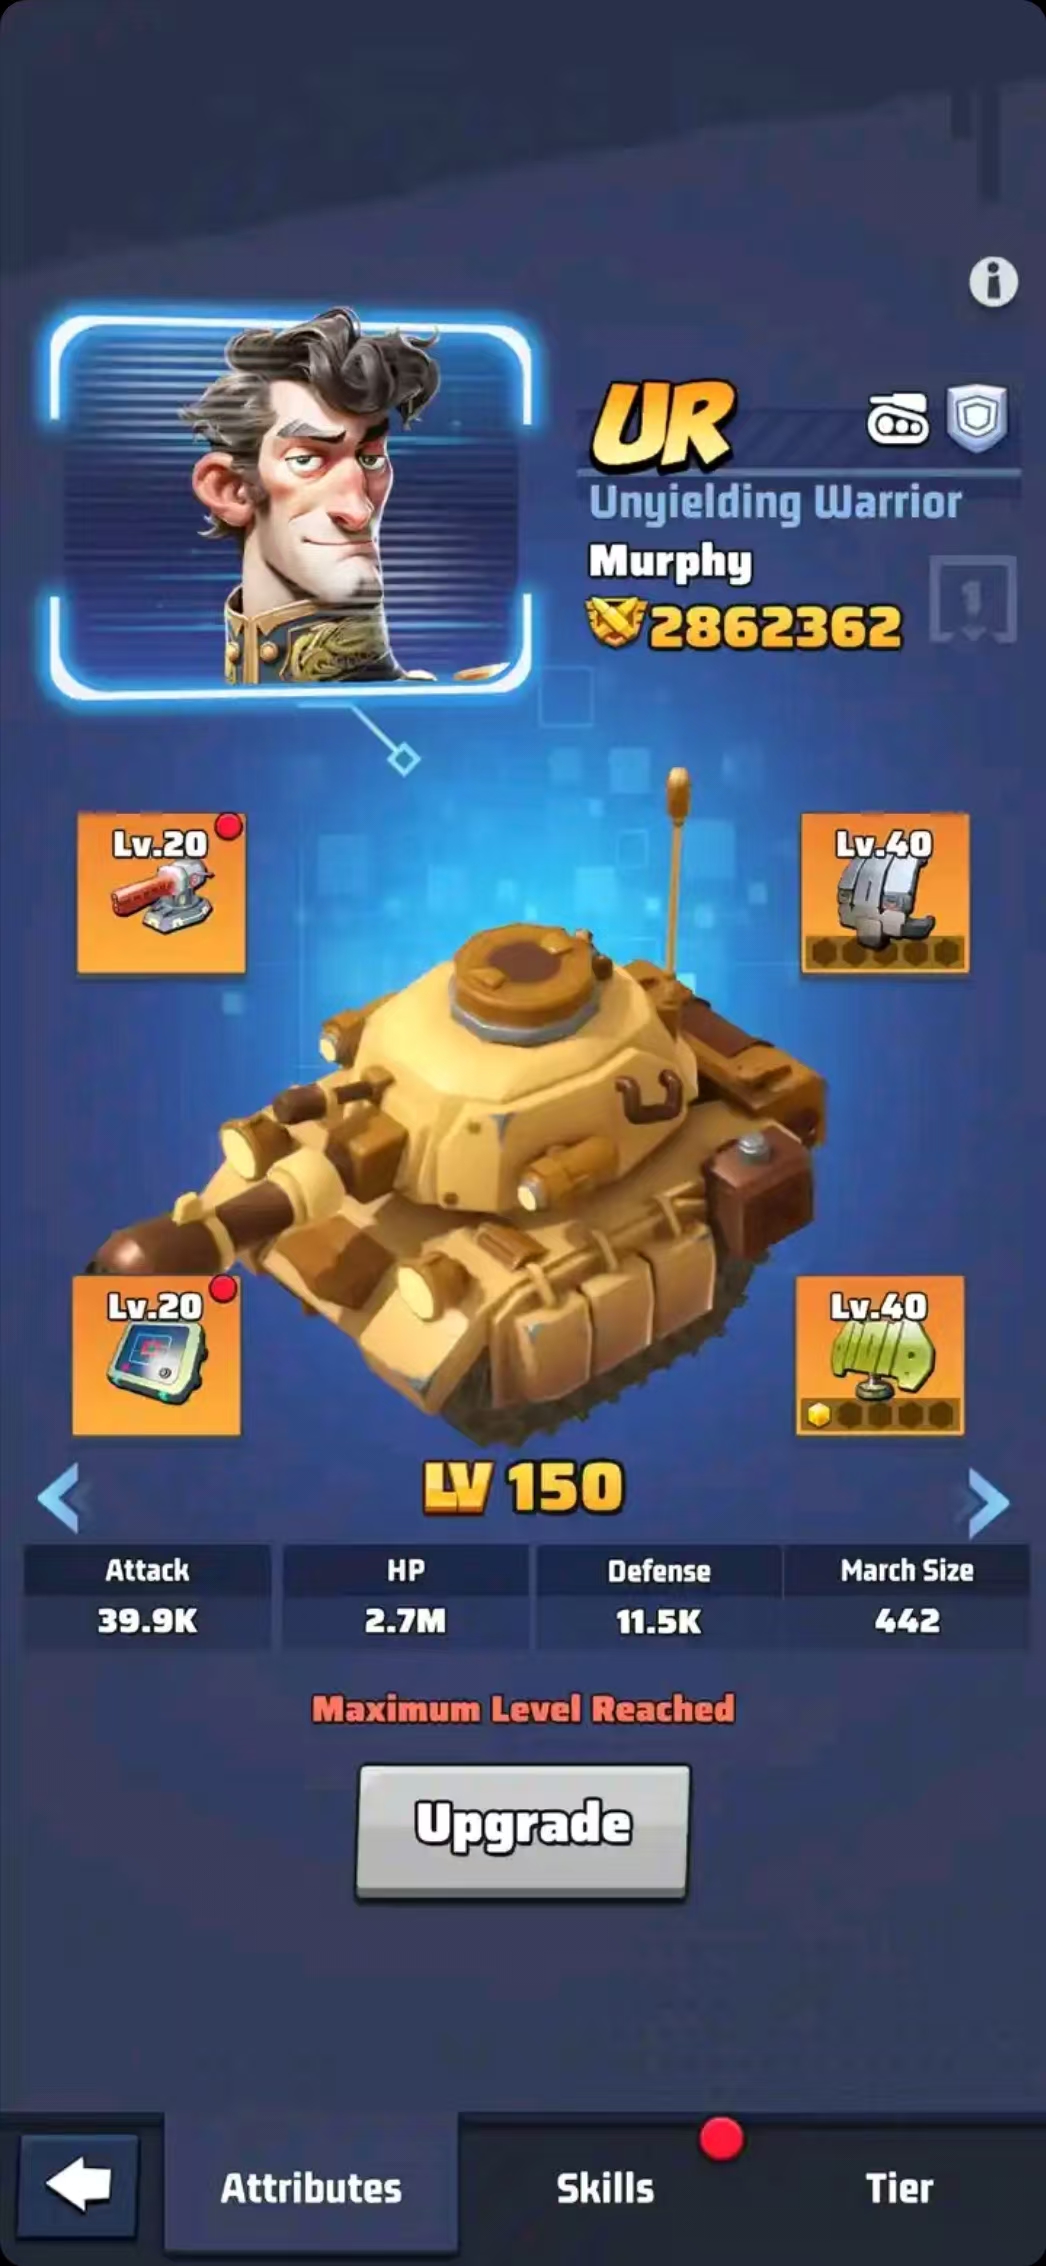 UR
Unyielding Warrior
Murphy
1
2862362
Lv.20
Lv.40
Lv.20
Lv.40
LV 150
Attack
HP
Defense
March Size
39.9K
2.7M
11.5K
442
Maximum Level Reached
Upgrade
Attributes
Skills
Tier